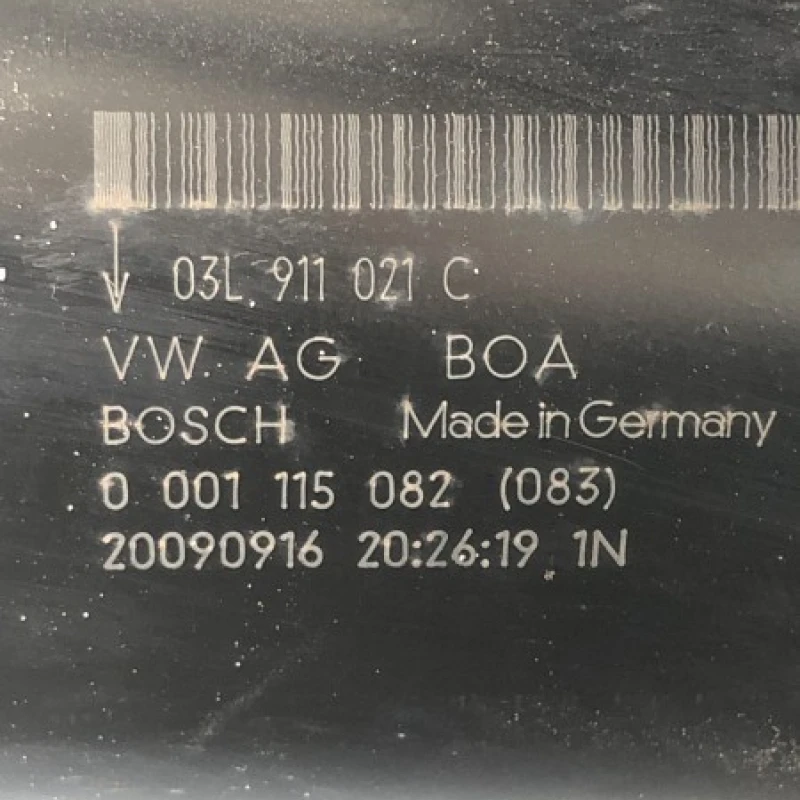 03L 911 021 C
VW AG BOA
BOSCH Made in Germany
0 001 115 082 (083)
20090916 20:26:19 1N